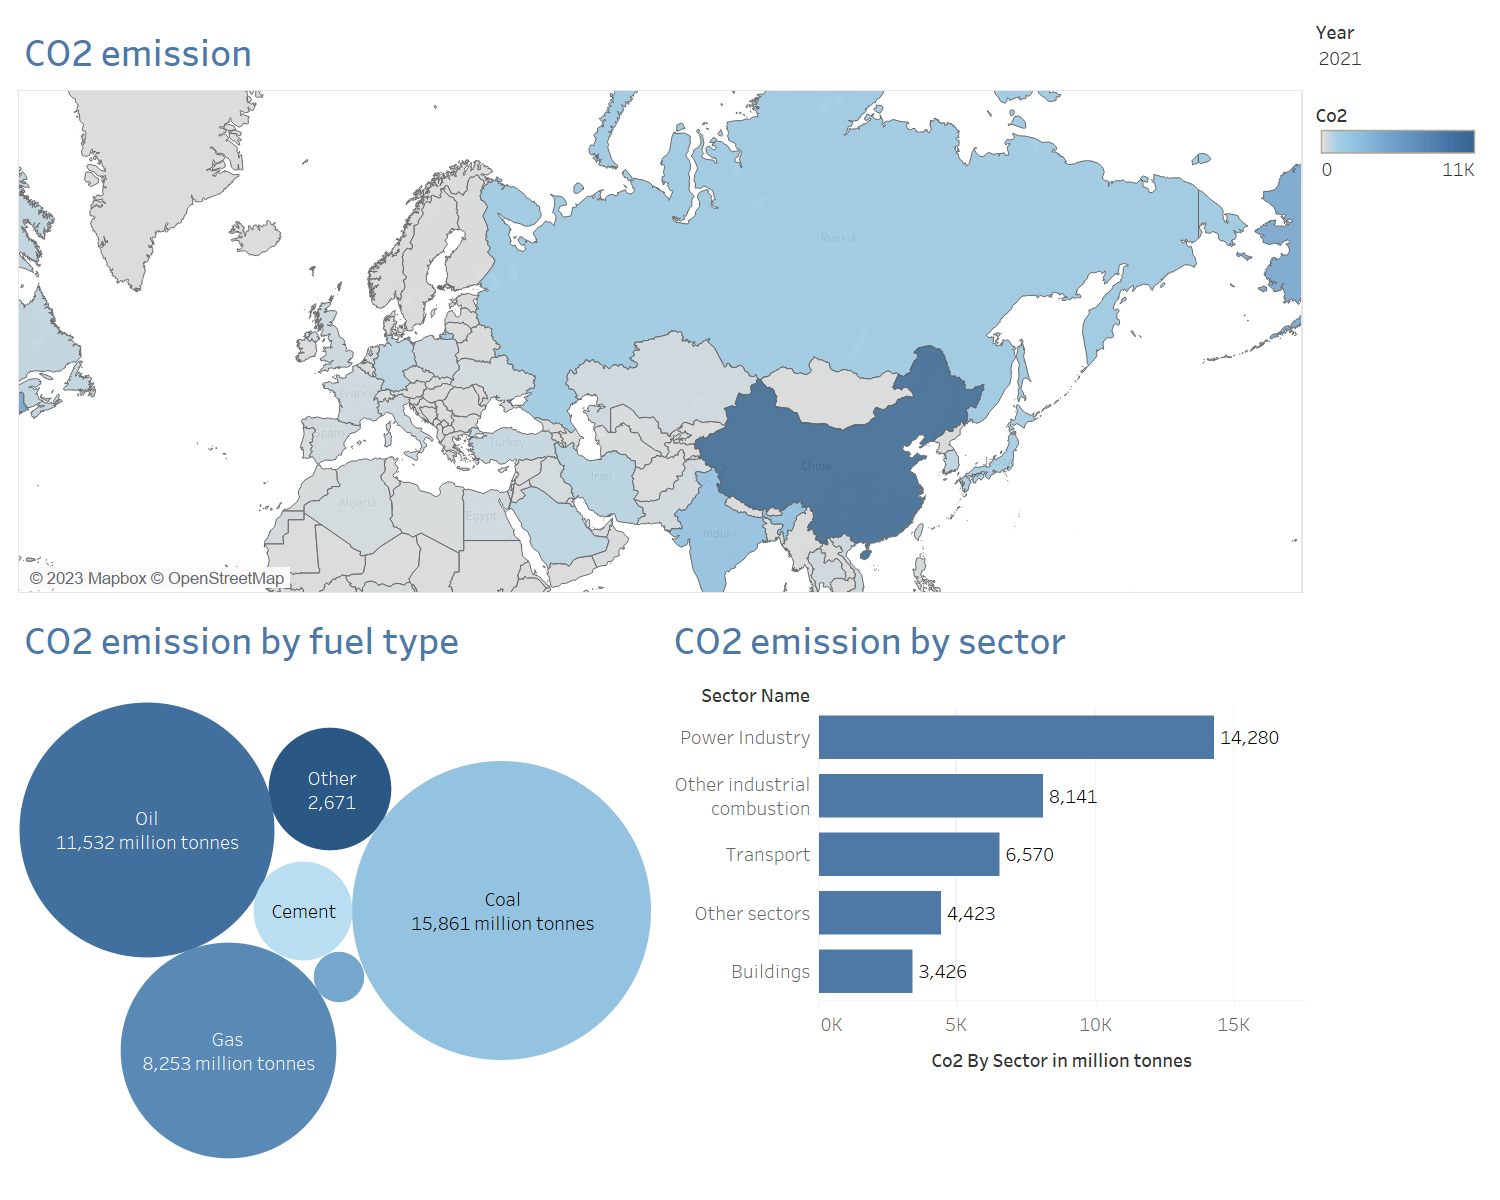 CO2 emission
Year
2021
Co2
0 11K
Russia
France
Spain
Turkey
China
Iran
Algeria
Egypt
India
© 2023 Mapbox © OpenStreetMap
CO2 emission by fuel type
Oil
11,532 million tonnes
Other
2,671
Cement
Coal
15,861 million tonnes
Gas
8,253 million tonnes
CO2 emission by sector
Sector Name
Power Industry 14,280
Other industrial
combustion 8,141
Transport 6,570
Other sectors 4,423
Buildings 3,426
0K 5K 10K 15K
Co2 By Sector in million tonnes